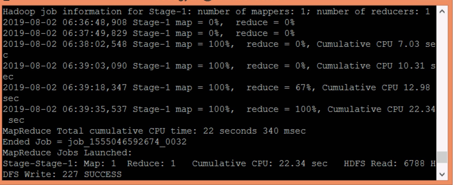 Hadoop job information for Stage-1: number of mappers: 1; number of reducers: 1
2019-08-02 06:36:48,908 Stage-1 map = 0%,  reduce = 0%
2019-08-02 06:37:49,829 Stage-1 map = 0%,  reduce = 0%
2019-08-02 06:38:02,548 Stage-1 map = 100%,  reduce = 0%, Cumulative CPU 7.03 se
c
2019-08-02 06:39:03,090 Stage-1 map = 100%,  reduce = 0%, Cumulative CPU 10.31 s
ec
2019-08-02 06:39:18,347 Stage-1 map = 100%,  reduce = 67%, Cumulative CPU 12.98
sec
2019-08-02 06:39:35,537 Stage-1 map = 100%,  reduce = 100%, Cumulative CPU 22.34
sec
MapReduce Total cumulative CPU time: 22 seconds 340 msec
Ended Job = job_1555046592674_0032
MapReduce Jobs Launched:
Stage-Stage-1: Map: 1  Reduce: 1   Cumulative CPU: 22.34 sec   HDFS Read: 6788 H
DFS Write: 227 SUCCESS